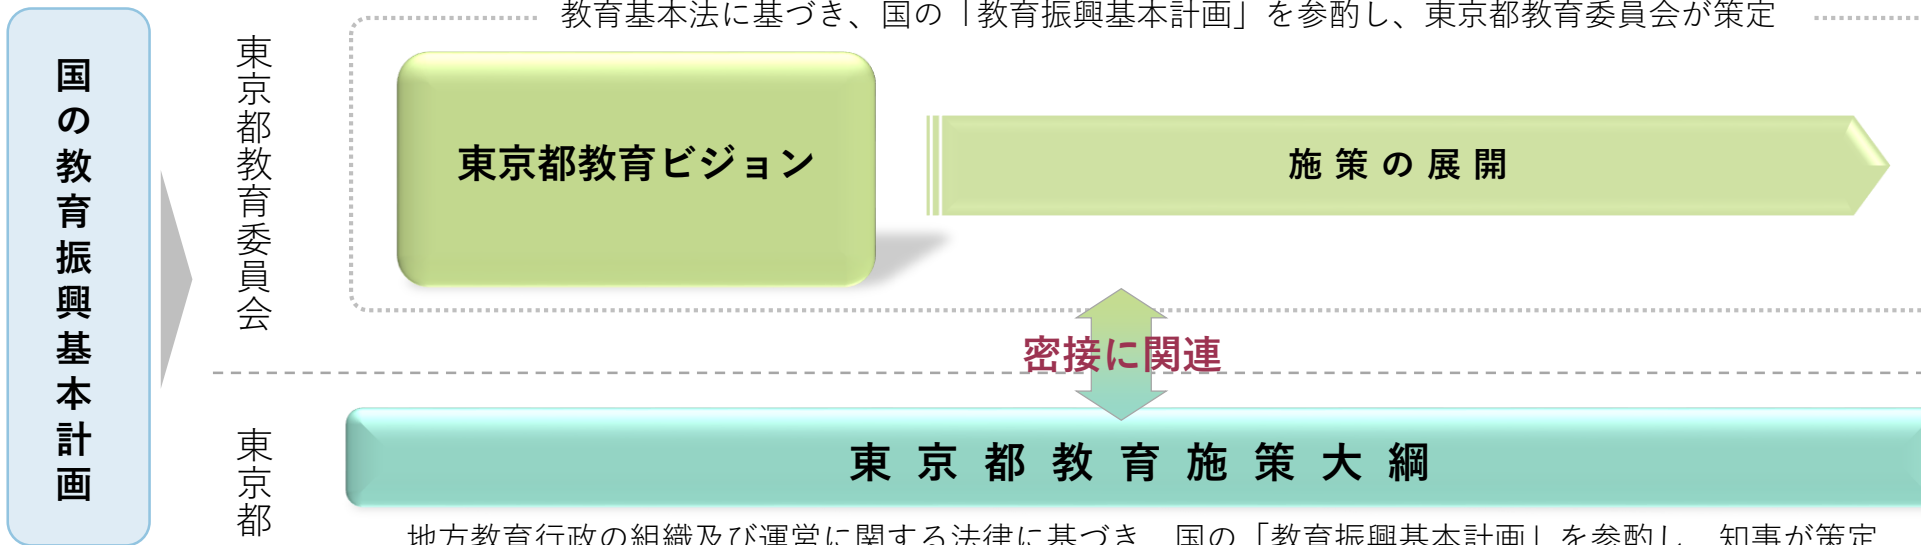 国の教育振興基本計画
東京都教育委員会
教育基本法に基づき、国の「教育振興基本計画」を参酌し、東京都教育委員会が策定
東京都教育ビジョン
施策の展開
密接に関連
東京都
東京都教育施策大綱
地方教育行政の組織及び運営に関する法律に基づき、国の「教育振興基本計画」を参酌し、知事が策定